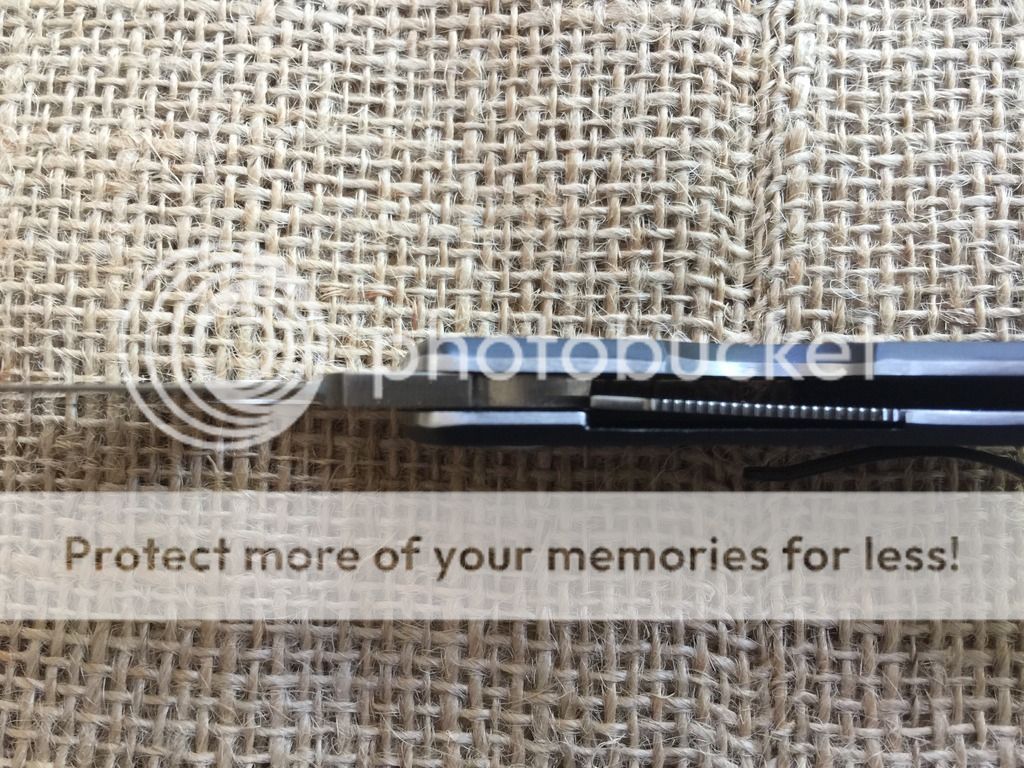 photobucket
Protect more of your memories for less!